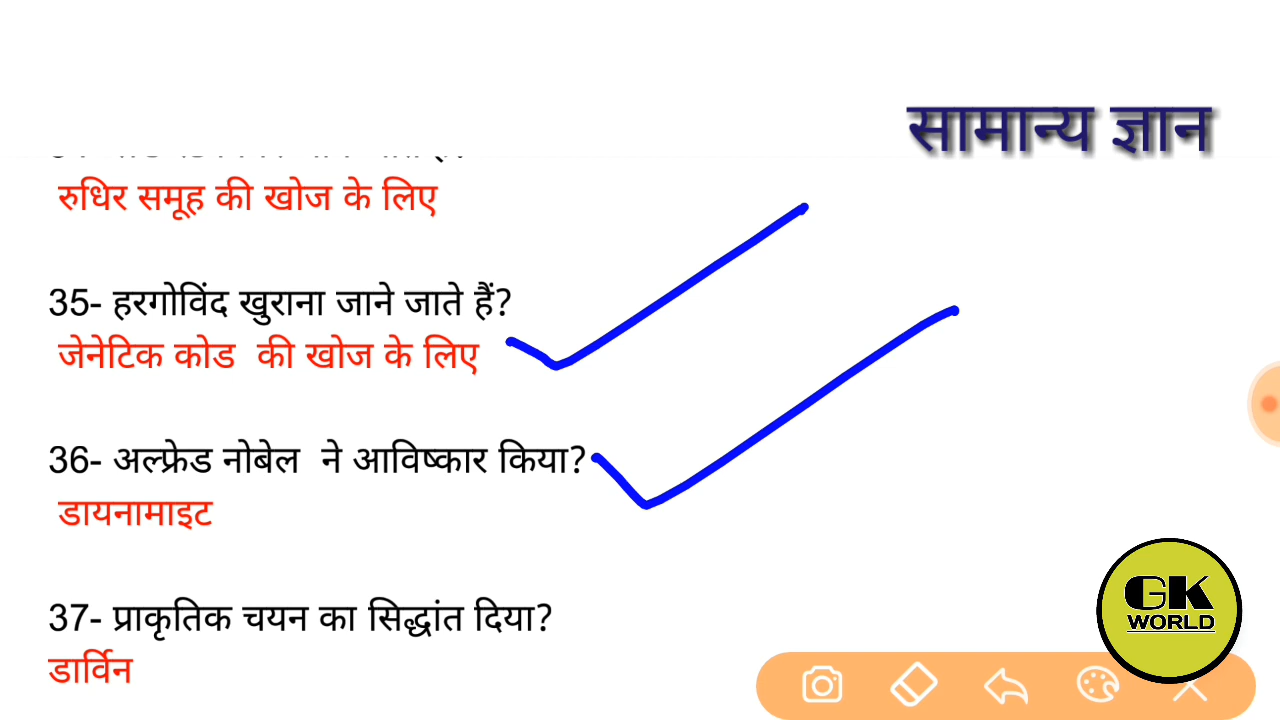 सामान्य ज्ञान
रुधिर समूह की खोज के लिए
35- हरगोविंद खुराना जाने जाते हैं?
जेनेटिक कोड की खोज के लिए
36- अल्फ्रेड नोबेल ने आविष्कार किया?
डायनामाइट
37- प्राकृतिक चयन का सिद्धांत दिया?
डार्विन
GK
WORLD